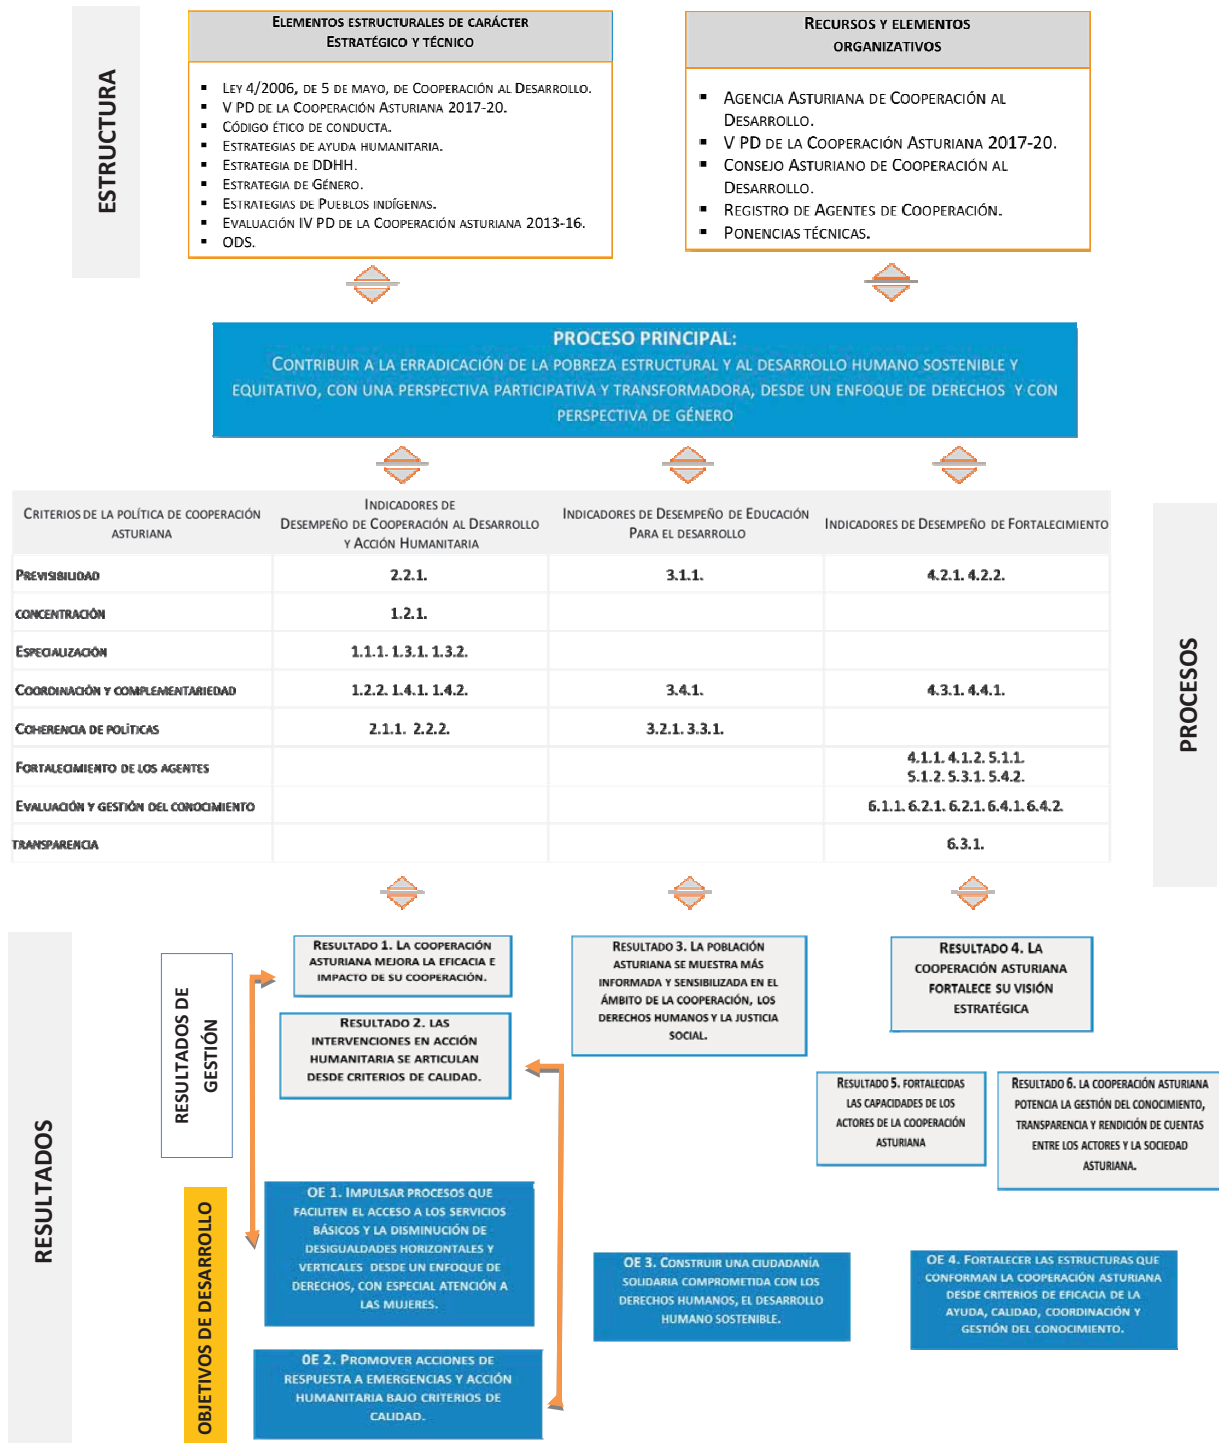 ESTRUCTURA
ELEMENTOS ESTRUCTURALES DE CARÁCTER
ESTRATÉGICO Y TÉCNICO
▪ LEY 4/2006, DE 5 DE MAYO, DE COOPERACIÓN AL DESARROLLO.
▪ V PD DE LA COOPERACIÓN ASTURIANA 2017-20.
▪ CÓDIGO ÉTICO DE CONDUCTA.
▪ ESTRATEGIAS DE AYUDA HUMANITARIA.
▪ ESTRATEGIA DE DDHH.
▪ ESTRATEGIA DE GÉNERO.
▪ ESTRATEGIAS DE PUEBLOS INDÍGENAS.
▪ EVALUACIÓN IV PD DE LA COOPERACIÓN ASTURIANA 2013-16.
▪ ODS.
RECURSOS Y ELEMENTOS
ORGANIZATIVOS
▪ AGENCIA ASTURIANA DE COOPERACIÓN AL
DESARROLLO.
▪ V PD DE LA COOPERACIÓN ASTURIANA 2017-20.
▪ CONSEJO ASTURIANO DE COOPERACIÓN AL
DESARROLLO.
▪ REGISTRO DE AGENTES DE COOPERACIÓN.
▪ PONENCIAS TÉCNICAS.
PROCESO PRINCIPAL:
CONTRIBUIR A LA ERRADICACIÓN DE LA POBREZA ESTRUCTURAL Y AL DESARROLLO HUMANO SOSTENIBLE Y
EQUITATIVO, CON UNA PERSPECTIVA PARTICIPATIVA Y TRANSFORMADORA, DESDE UN ENFOQUE DE DERECHOS Y CON
PERSPECTIVA DE GÉNERO
PROCESOS
CRITERIOS DE LA POLÍTICA DE COOPERACIÓN
ASTURIANA
INDICADORES DE
DESEMPEÑO DE COOPERACIÓN AL DESARROLLO
Y ACCIÓN HUMANITARIA
INDICADORES DE DESEMPEÑO DE EDUCACIÓN
PARA EL DESARROLLO
INDICADORES DE DESEMPEÑO DE FORTALECIMIENTO
PREVISIBILIDAD 2.2.1. 3.1.1. 4.2.1. 4.2.2.
CONCENTRACIÓN 1.2.1.
ESPECIALIZACIÓN 1.1.1. 1.3.1. 1.3.2.
COORDINACIÓN Y COMPLEMENTARIEDAD 1.2.2. 1.4.1. 1.4.2. 3.4.1. 4.3.1. 4.4.1.
COHERENCIA DE POLÍTICAS 2.1.1. 2.2.2. 3.2.1. 3.3.1.
FORTALECIMIENTO DE LOS AGENTES 4.1.1. 4.1.2. 5.1.1.
5.1.2. 5.3.1. 5.4.2.
EVALUACIÓN Y GESTIÓN DEL CONOCIMIENTO 6.1.1. 6.2.1. 6.2.1. 6.4.1. 6.4.2.
TRANSPARENCIA 6.3.1.
RESULTADOS
RESULTADOS DE
GESTIÓN
RESULTADO 1. LA COOPERACIÓN
ASTURIANA MEJORA LA EFICACIA E
IMPACTO DE SU COOPERACIÓN.
RESULTADO 2. LAS
INTERVENCIONES EN ACCIÓN
HUMANITARIA SE ARTICULAN
DESDE CRITERIOS DE CALIDAD.
RESULTADO 3. LA POBLACIÓN
ASTURIANA SE MUESTRA MÁS
INFORMADA Y SENSIBILIZADA EN EL
ÁMBITO DE LA COOPERACIÓN, LOS
DERECHOS HUMANOS Y LA JUSTICIA
SOCIAL.
RESULTADO 4. LA
COOPERACIÓN ASTURIANA
FORTALECE SU VISIÓN
ESTRATÉGICA
RESULTADO 5. FORTALECIDAS
LAS CAPACIDADES DE LOS
ACTORES DE LA COOPERACIÓN
ASTURIANA
RESULTADO 6. LA COOPERACIÓN ASTURIANA
POTENCIA LA GESTIÓN DEL CONOCIMIENTO,
TRANSPARENCIA Y RENDICIÓN DE CUENTAS
ENTRE LOS ACTORES Y LA SOCIEDAD
ASTURIANA.
OBJETIVOS DE DESARROLLO
OE 1. IMPULSAR PROCESOS QUE
FACILITEN EL ACCESO A LOS SERVICIOS
BÁSICOS Y LA DISMINUCIÓN DE
DESIGUALDADES HORIZONTALES Y
VERTICALES DESDE UN ENFOQUE DE
DERECHOS, CON ESPECIAL ATENCIÓN A
LAS MUJERES.
OE 2. PROMOVER ACCIONES DE
RESPUESTA A EMERGENCIAS Y ACCIÓN
HUMANITARIA BAJO CRITERIOS DE
CALIDAD.
OE 3. CONSTRUIR UNA CIUDADANÍA
SOLIDARIA COMPROMETIDA CON LOS
DERECHOS HUMANOS, EL DESARROLLO
HUMANO SOSTENIBLE.
OE 4. FORTALECER LAS ESTRUCTURAS QUE
CONFORMAN LA COOPERACIÓN ASTURIANA
DESDE CRITERIOS DE EFICACIA DE LA
AYUDA, CALIDAD, COORDINACIÓN Y
GESTIÓN DEL CONOCIMIENTO.